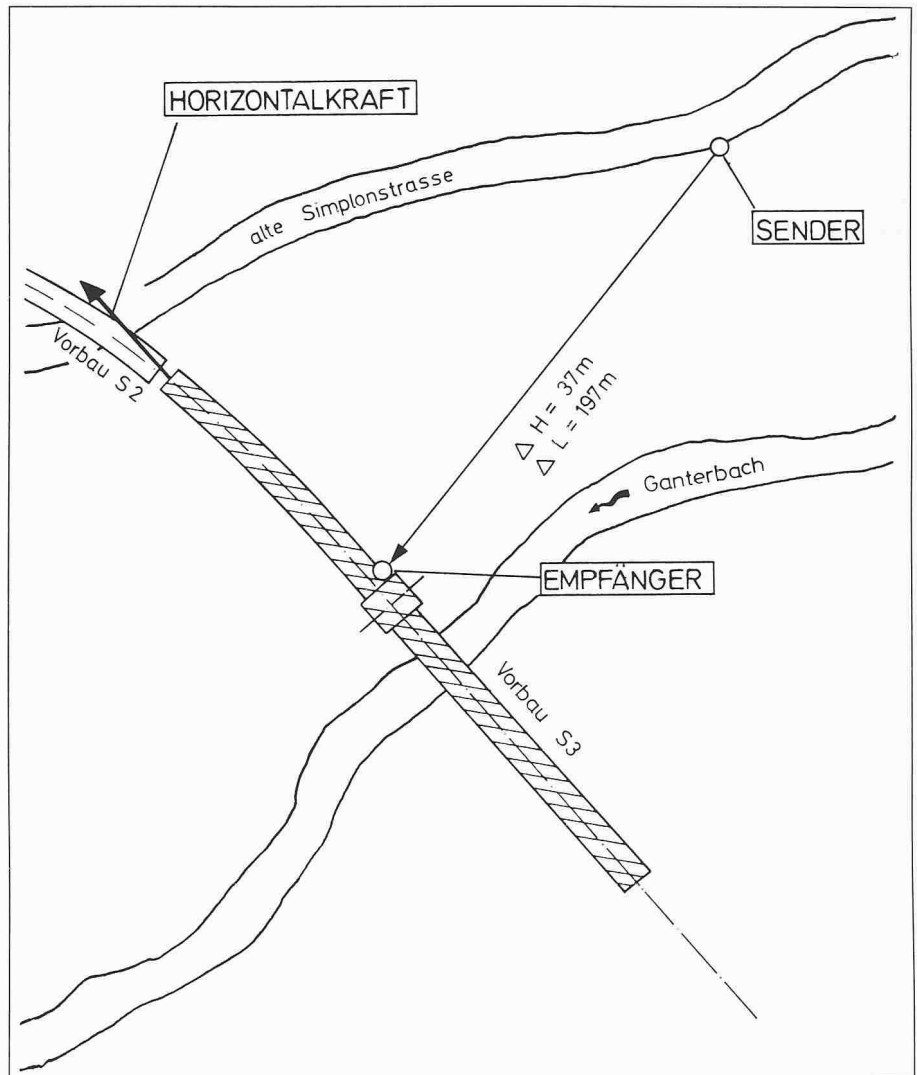 HORIZONTALKRAFT
alte Simplonstrasse
SENDER
Vorbau S2
△ H = 37m
△ L = 197m
Ganterbach
EMPFÄNGER
Vorbau S3